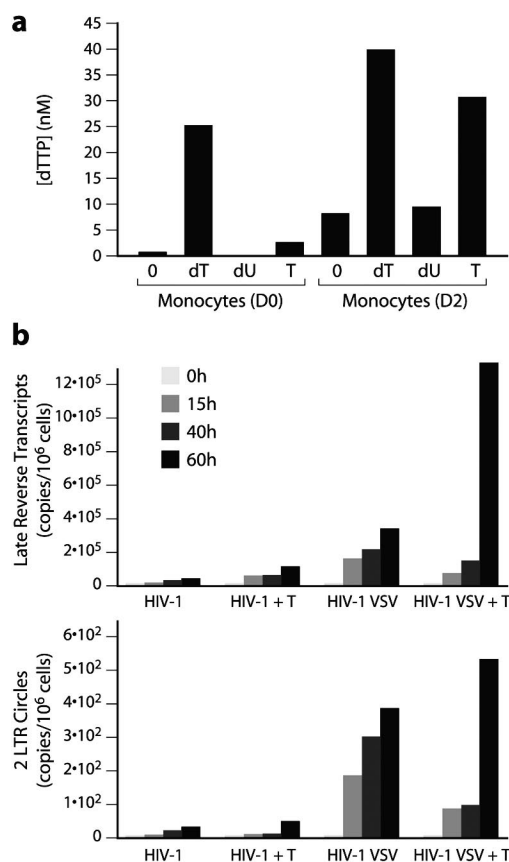 a
[dTTP] (nM)
45
40
35
30
25
20
15
10
5
0
0 dT dU T 0 dT dU T
Monocytes (D0) Monocytes (D2)
b
Late Reverse Transcripts
(copies/10⁶ cells)
12•10⁵
10•10⁵
8•10⁵
6•10⁵
4•10⁵
2•10⁵
0
0h
15h
40h
60h
HIV-1 HIV-1 + T HIV-1 VSV HIV-1 VSV + T
2 LTR Circles
(copies/10⁶ cells)
6•10²
5•10²
4•10²
3•10²
2•10²
1•10²
0
HIV-1 HIV-1 + T HIV-1 VSV HIV-1 VSV + T